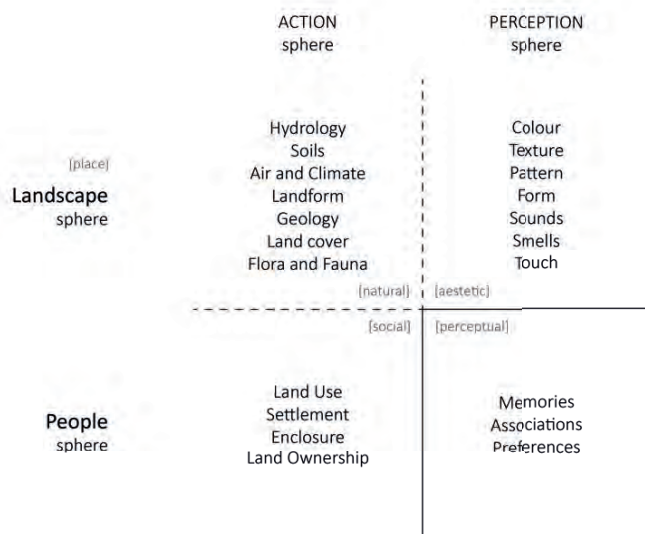 ACTION
sphere
PERCEPTION
sphere
[place]
Landscape
sphere
Hydrology
Soils
Air and Climate
Landform
Geology
Land cover
Flora and Fauna
[natural]
Colour
Texture
Pattern
Form
Sounds
Smells
Touch
[aestetic]
[social]
[perceptual]
People
sphere
Land Use
Settlement
Enclosure
Land Ownership
Memories
Associations
Preferences